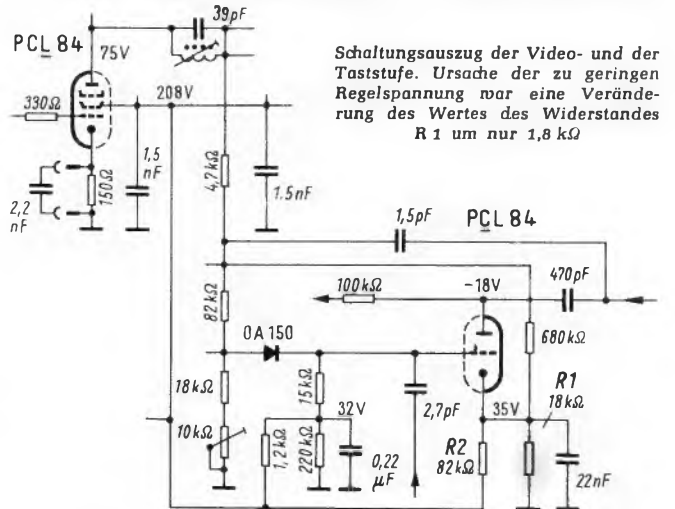 39pF
PCL 84
75V
Schaltungsauszug der Video- und der
Taststufe. Ursache der zu geringen
Regelspannung war eine Verände-
rung des Wertes des Widerstandes
R 1 um nur 1,8 kΩ
330Ω
208V
1,5
nF
150Ω
2,2
nF
4,7kΩ
1.5nF
1,5pF
PCL 84
470pF
100kΩ
-18V
82kΩ
0A 150
680kΩ
18kΩ
15kΩ
R1
18kΩ
32V
2,7pF
35V
10kΩ
1,2kΩ
220kΩ
0,22
µF
R2
82kΩ
22nF